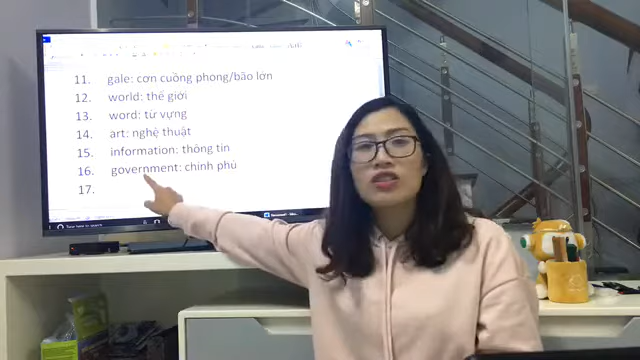 11. gale: cơn cuồng phong/bão lớn
12. world: thế giới
13. word: từ vựng
14. art: nghệ thuật
15. information: thông tin
16. government: chính phủ
17.